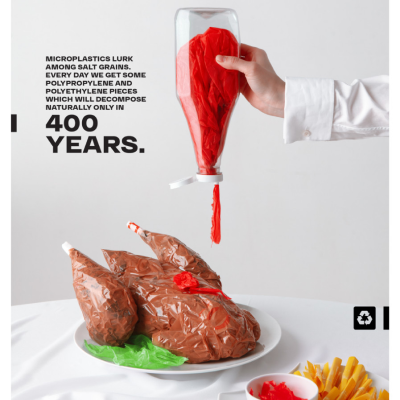 MICROPLASTICS LURK
AMONG SALT GRAINS.
EVERY DAY WE GET SOME
POLYPROPYLENE AND
POLYETHYLENE PIECES
WHICH WILL DECOMPOSE
NATURALLY ONLY IN
400
YEARS.